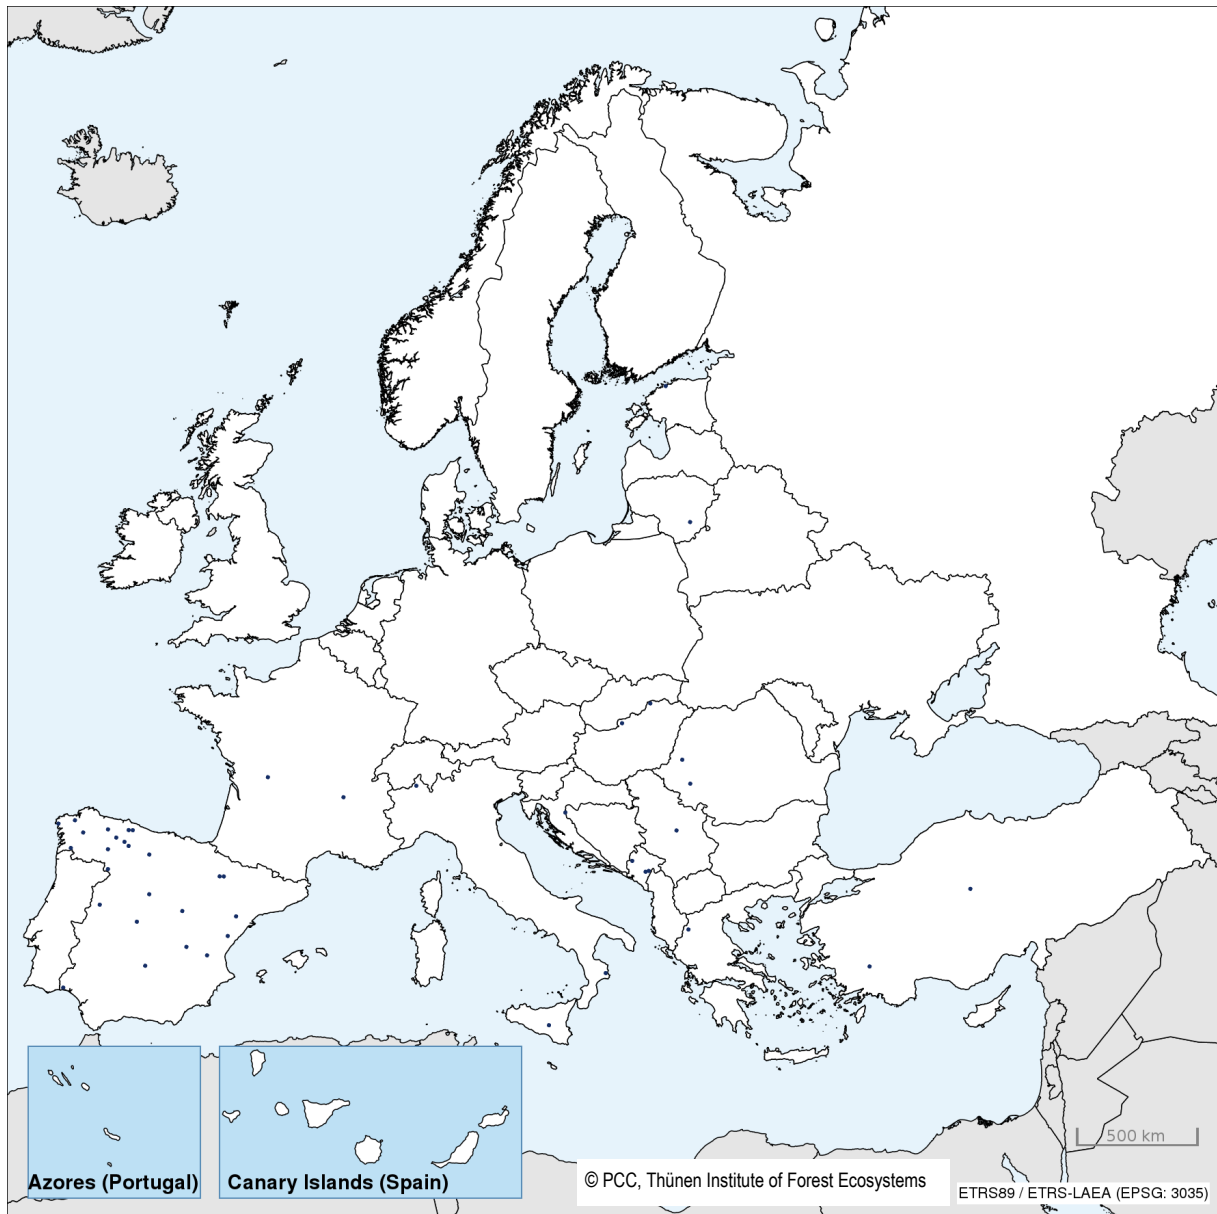 500 km
Azores (Portugal)
Canary Islands (Spain)
© PCC, Thünen Institute of Forest Ecosystems
ETRS89 / ETRS-LAEA (EPSG: 3035)